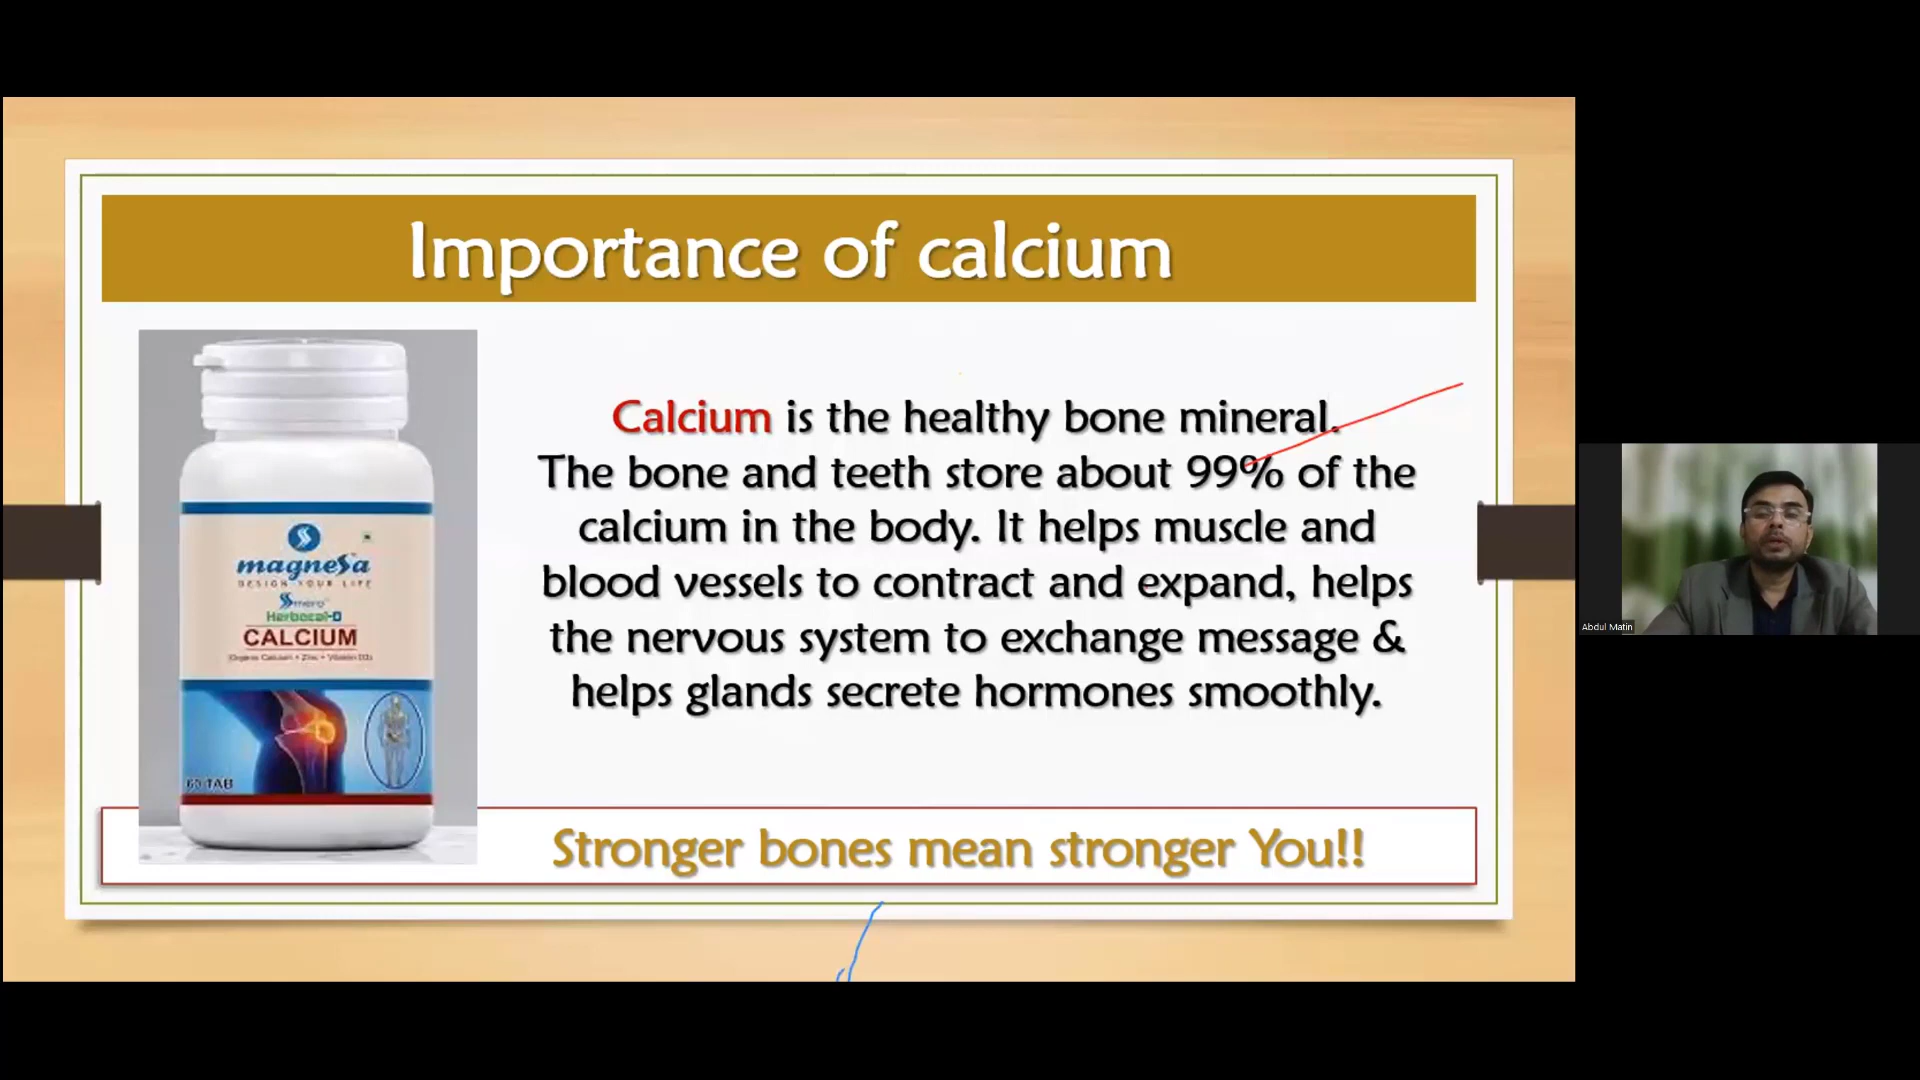 Importance of calcium
Calcium is the healthy bone mineral.
The bone and teeth store about 99% of the
calcium in the body. It helps muscle and
blood vessels to contract and expand, helps
the nervous system to exchange message &
helps glands secrete hormones smoothly.
magneSa
DESIGN YOUR LIFE
Herbocal-D
CALCIUM
(Organic Calcium + Zinc + Vitamin D3)
60 TAB
Stronger bones mean stronger You!!
Abdul Matin